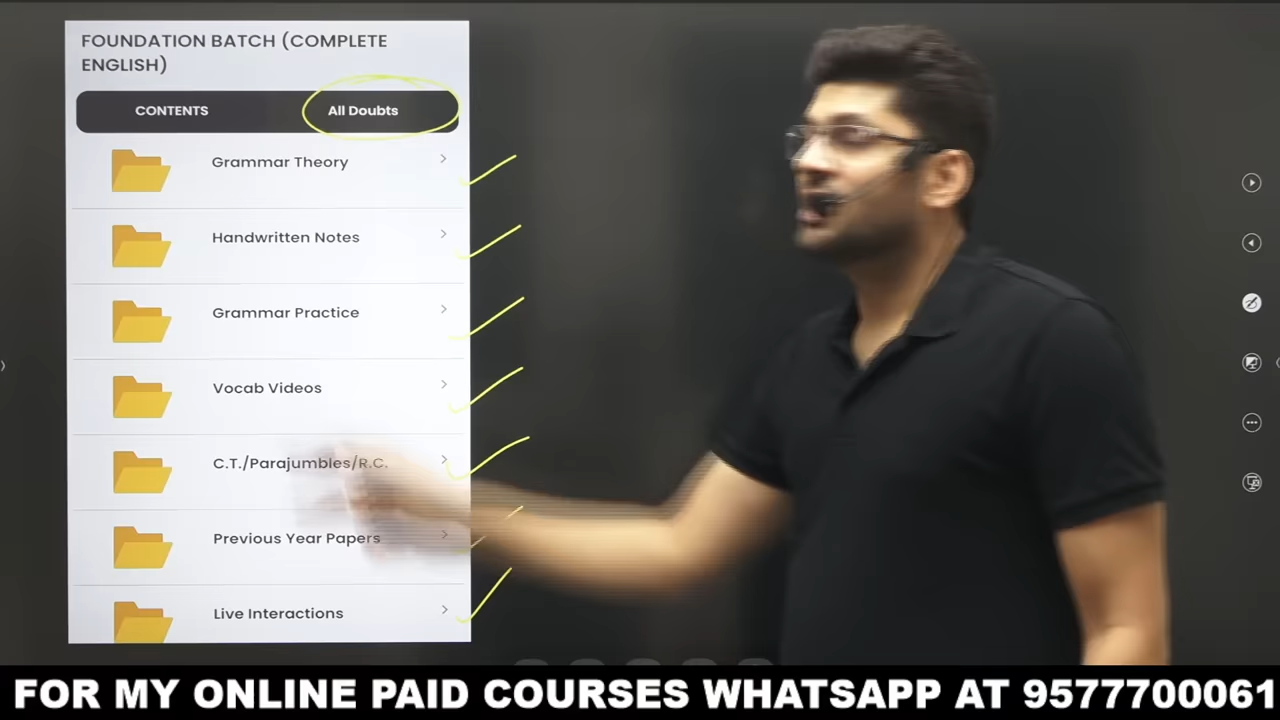 FOUNDATION BATCH (COMPLETE
ENGLISH)
CONTENTS
All Doubts
Grammar Theory
Handwritten Notes
Grammar Practice
Vocab Videos
C.T./Parajumbles/R.C.
Previous Year Papers
Live Interactions
FOR MY ONLINE PAID COURSES WHATSAPP AT 9577700061